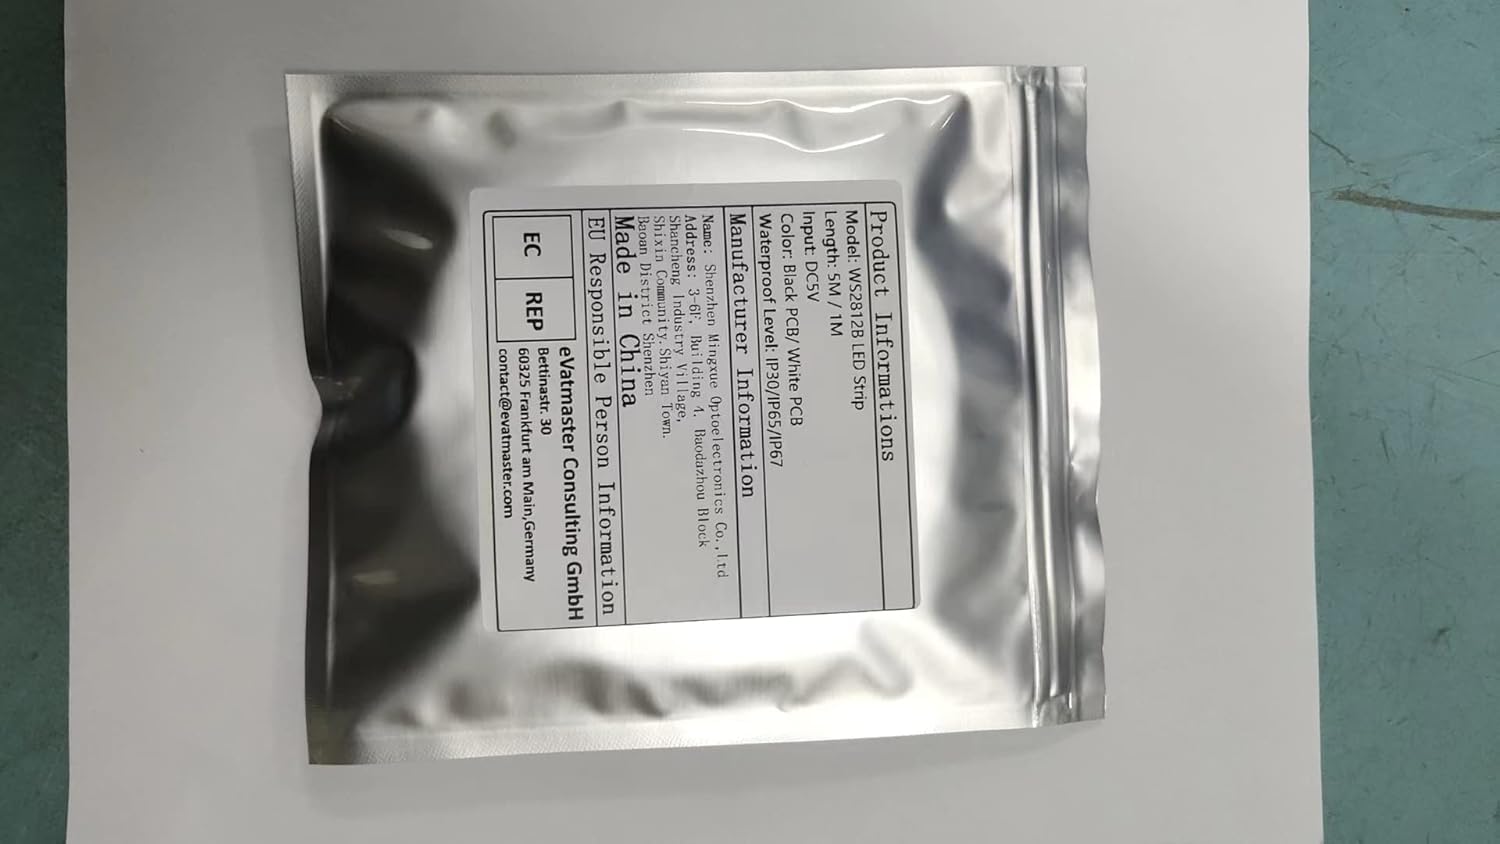 Product Informations
Model: WS2812B LED Strip
Length: 5M / 1M
Input: DC5V
Color: Black PCB/ White PCB
Waterproof Level: IP30/IP65/IP67
Manufacturer Information
Name: Shenzhen Mingxue Optoelectronics Co.,Ltd
Address: 3-6F, Building 4, Baodazhou Block
Shancheng Industry Village,
Shixin Community.Shiyan Town.
Baoan District Shenzhen
Made in China
EU Responsible Person Information
EC REP
eVatmaster Consulting GmbH
Bettinastr. 30
60325 Frankfurt am Main,Germany
contact@evatmaster.com